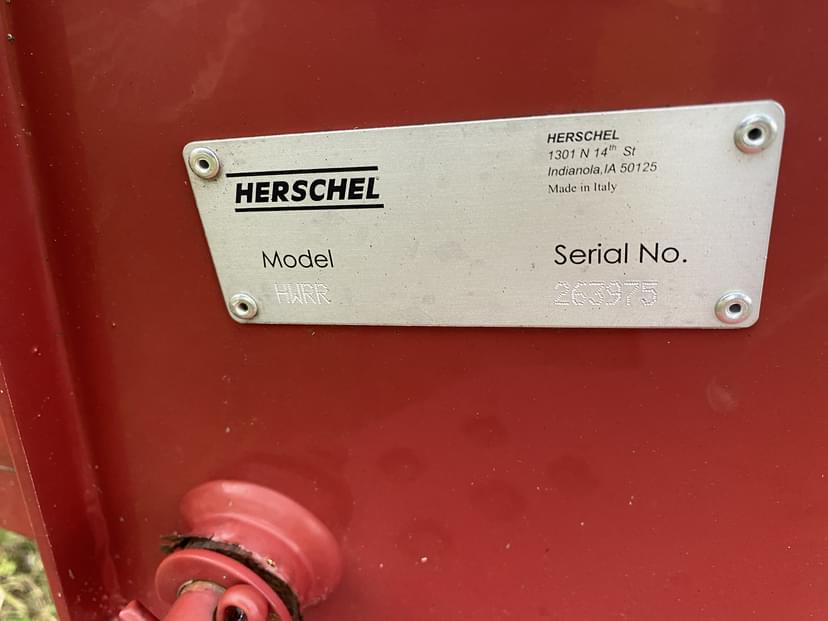 HERSCHEL
HERSCHEL
1301 N 14th St
Indianola,IA 50125
Made in Italy
Model
HWRR
Serial No.
263975